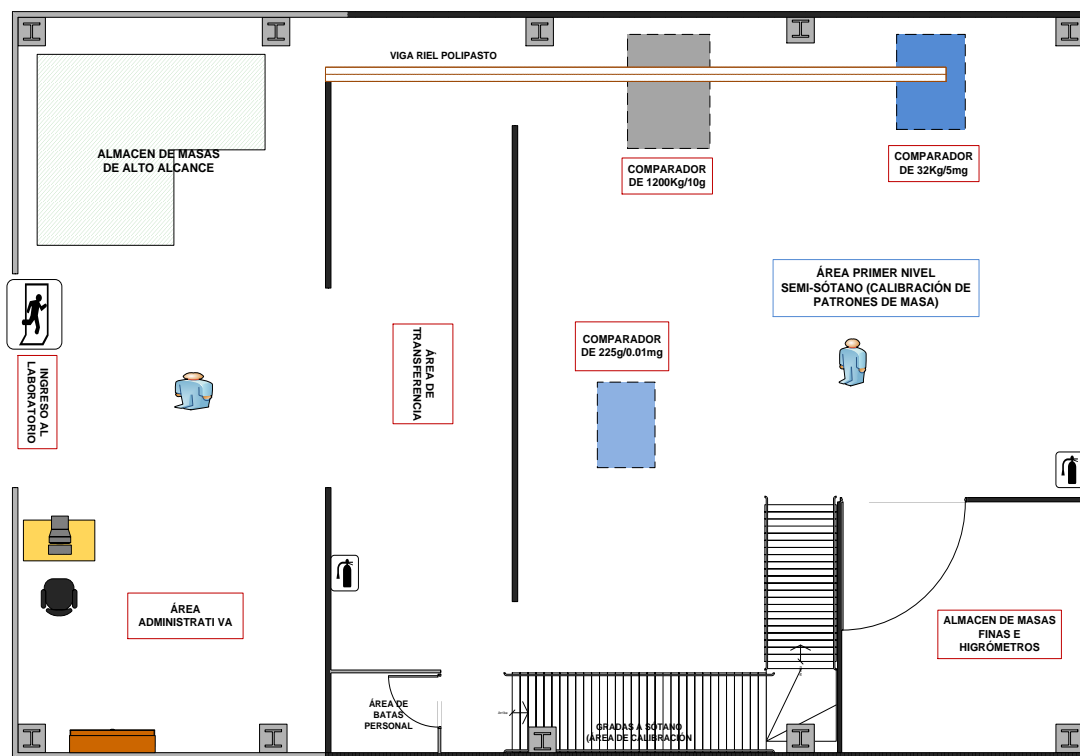 VIGA RIEL POLIPASTO
ALMACEN DE MASAS
DE ALTO ALCANCE
COMPARADOR
DE 1200Kg/10g
COMPARADOR
DE 32Kg/5mg
ÁREA PRIMER NIVEL
SEMI-SÓTANO (CALIBRACIÓN DE
PATRONES DE MASA)
COMPARADOR
DE 225g/0.01mg
ÁREA DE
TRANSFERENCIA
INGRESO AL
LABORATORIO
ÁREA
ADMINISTRATI VA
ALMACEN DE MASAS
FINAS E
HIGRÓMETROS
ÁREA DE
BATAS
PERSONAL
GRADAS A SÓTANO
(ÁREA DE CALIBRACIÓN